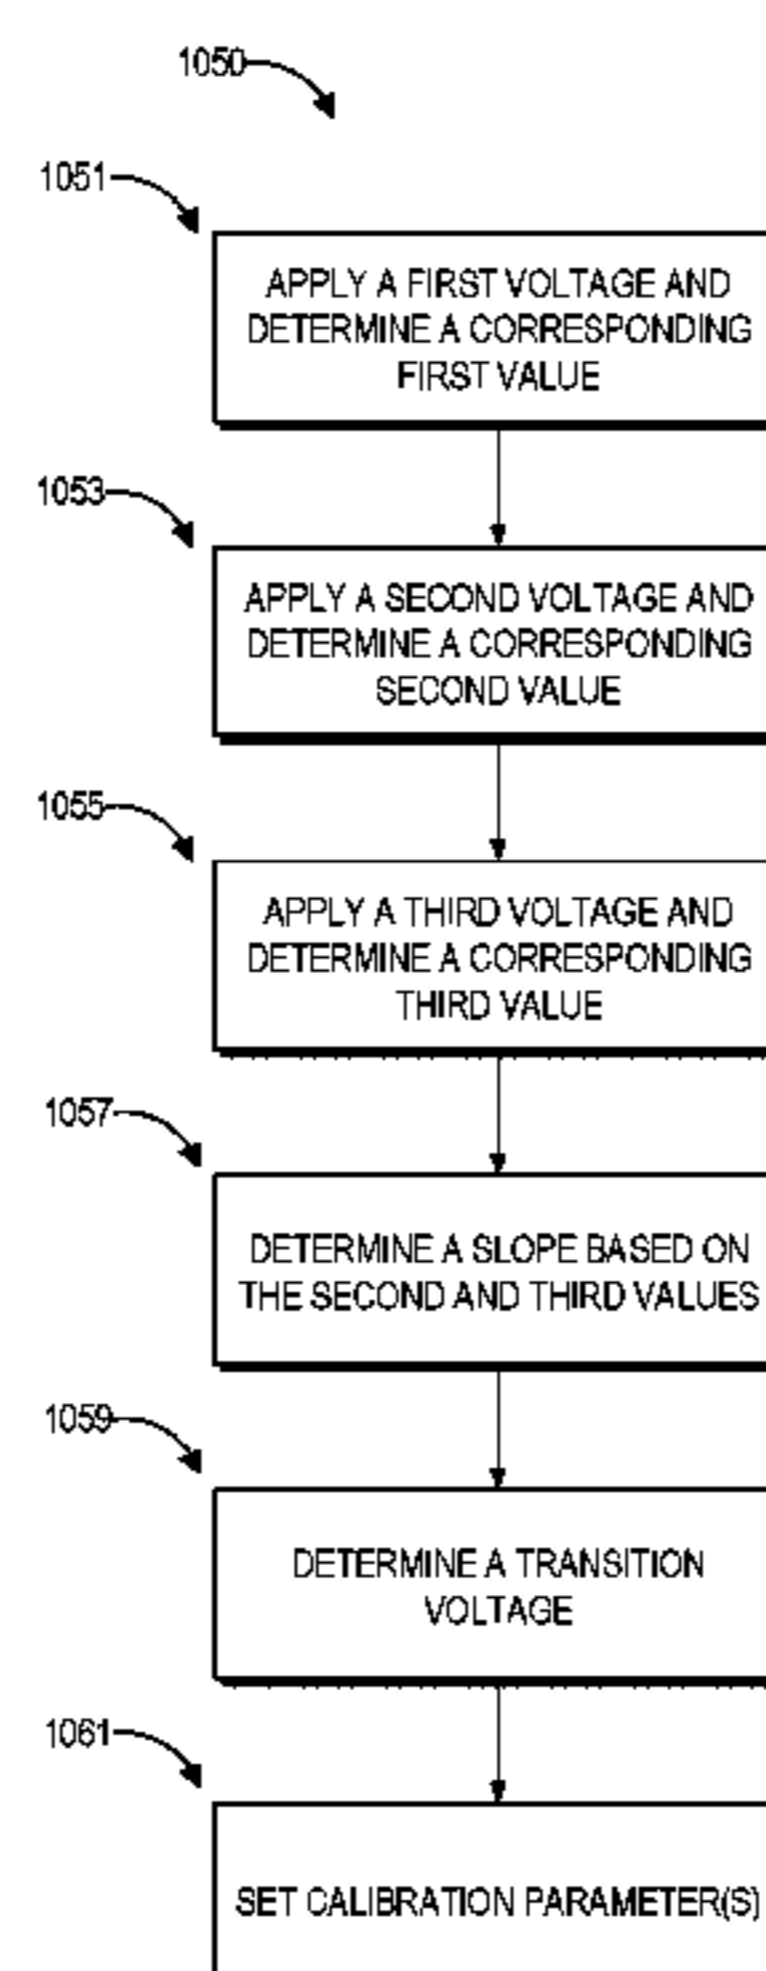 1050
1051
APPLY A FIRST VOLTAGE AND
DETERMINE A CORRESPONDING
FIRST VALUE
1053
APPLY A SECOND VOLTAGE AND
DETERMINE A CORRESPONDING
SECOND VALUE
1055
APPLY A THIRD VOLTAGE AND
DETERMINE A CORRESPONDING
THIRD VALUE
1057
DETERMINE A SLOPE BASED ON
THE SECOND AND THIRD VALUES
1059
DETERMINE A TRANSITION
VOLTAGE
1061
SET CALIBRATION PARAMETER(S)